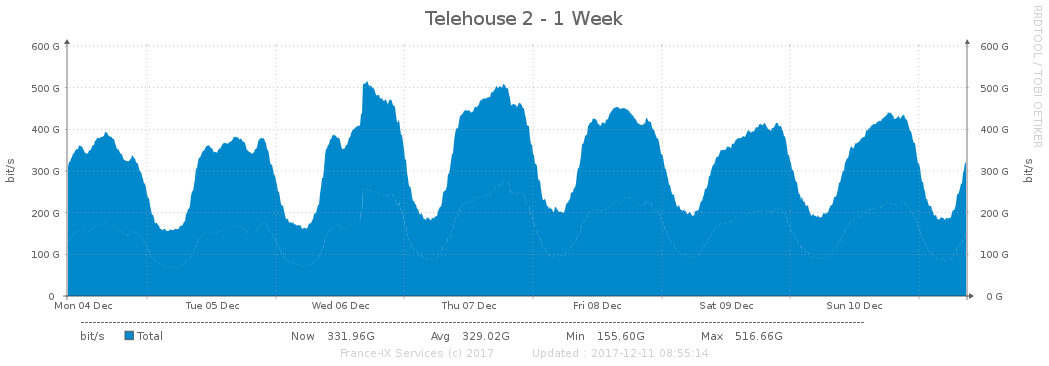 Telehouse 2 - 1 Week
RRDTOOL / TOBI OETIKER
bit/s
600 G 600 G
500 G 500 G
400 G 400 G
300 G 300 G
200 G 200 G
100 G 100 G
0 0 G
bit/s
Mon 04 Dec Tue 05 Dec Wed 06 Dec Thu 07 Dec Fri 08 Dec Sat 09 Dec Sun 10 Dec
bit/s Total Now 331.96G Avg 329.02G Min 155.60G Max 516.66G
France-IX Services (c) 2017 Updated : 2017-12-11 08:55:14